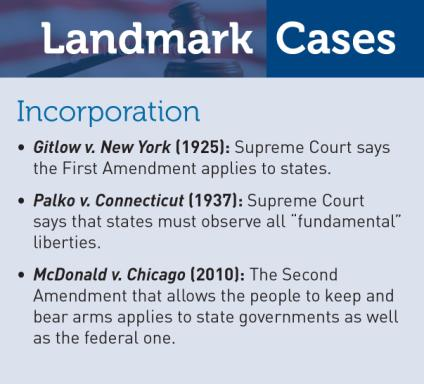 Landmark Cases
Incorporation
• Gitlow v. New York (1925): Supreme Court says
the First Amendment applies to states.
• Palko v. Connecticut (1937): Supreme Court
says that states must observe all “fundamental”
liberties.
• McDonald v. Chicago (2010): The Second
Amendment that allows the people to keep and
bear arms applies to state governments as well
as the federal one.